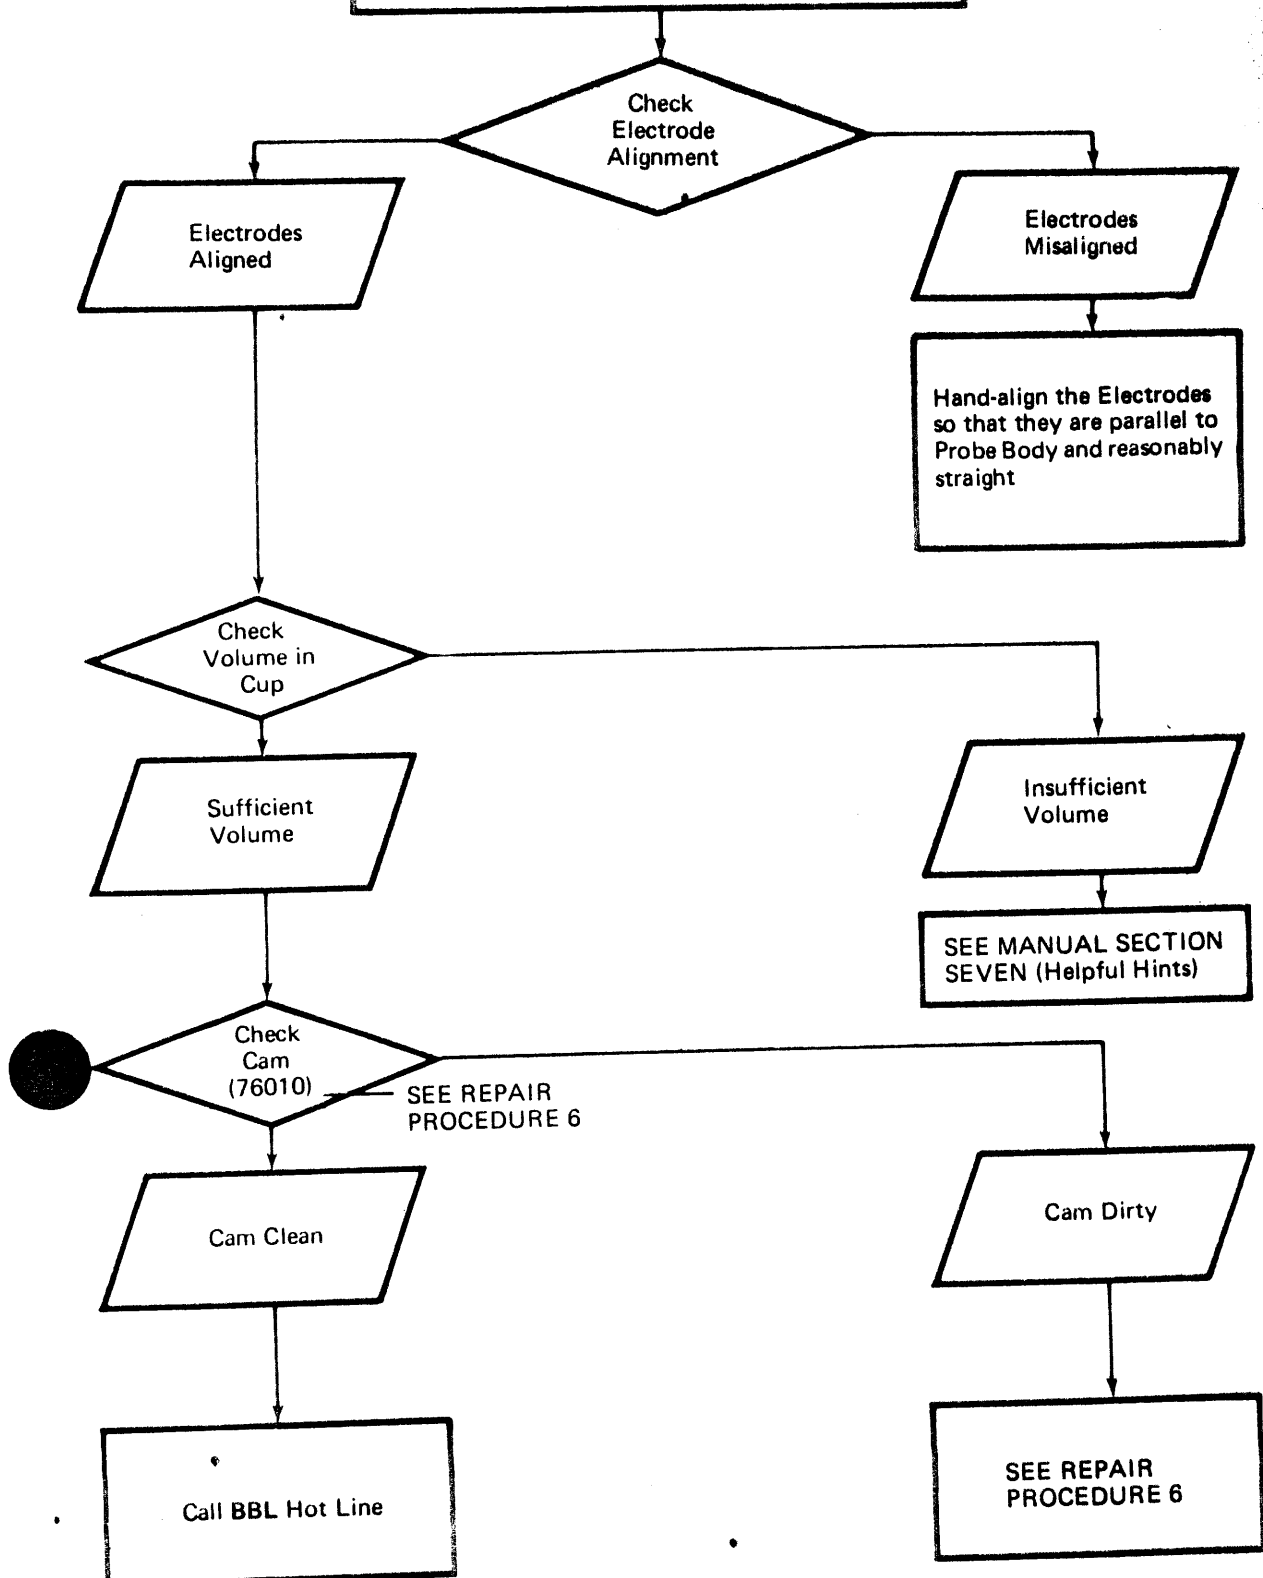 Check
Electrode
Alignment
Electrodes
Aligned
Electrodes
Misaligned
Hand-align the Electrodes
so that they are parallel to
Probe Body and reasonably
straight
Check
Volume in
Cup
Sufficient
Volume
Insufficient
Volume
SEE MANUAL SECTION
SEVEN (Helpful Hints)
Check
Cam
(76010)
SEE REPAIR
PROCEDURE 6
Cam Clean
Cam Dirty
Call BBL Hot Line
SEE REPAIR
PROCEDURE 6